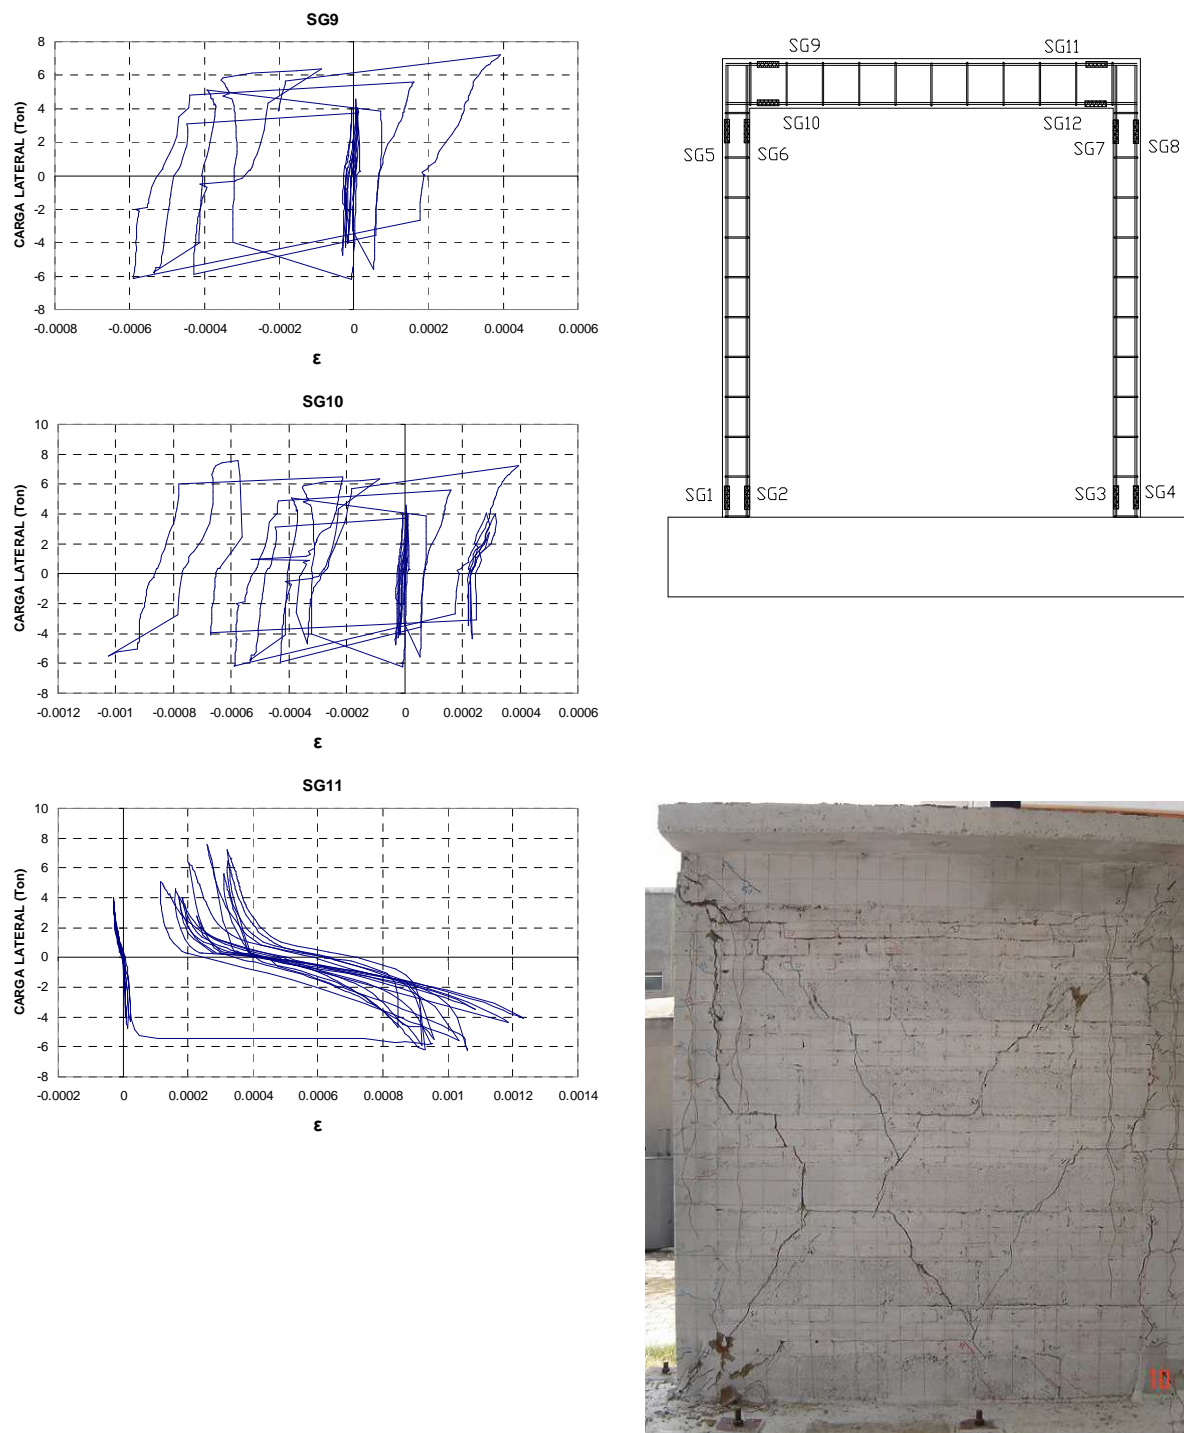 SG9
CARGA LATERAL (Ton)
8
6
4
2
0
-2
-4
-6
-8
-0.0008 -0.0006 -0.0004 -0.0002 0 0.0002 0.0004 0.0006
ε
SG10
CARGA LATERAL (Ton)
10
8
6
4
2
0
-2
-4
-6
-8
-0.0012 -0.001 -0.0008 -0.0006 -0.0004 -0.0002 0 0.0002 0.0004 0.0006
ε
SG11
CARGA LATERAL (Ton)
10
8
6
4
2
0
-2
-4
-6
-8
-0.0002 0 0.0002 0.0004 0.0006 0.0008 0.001 0.0012 0.0014
ε
SG9 SG11
SG10 SG12
SG5 SG6 SG7 SG8
SG1 SG2 SG3 SG4
10